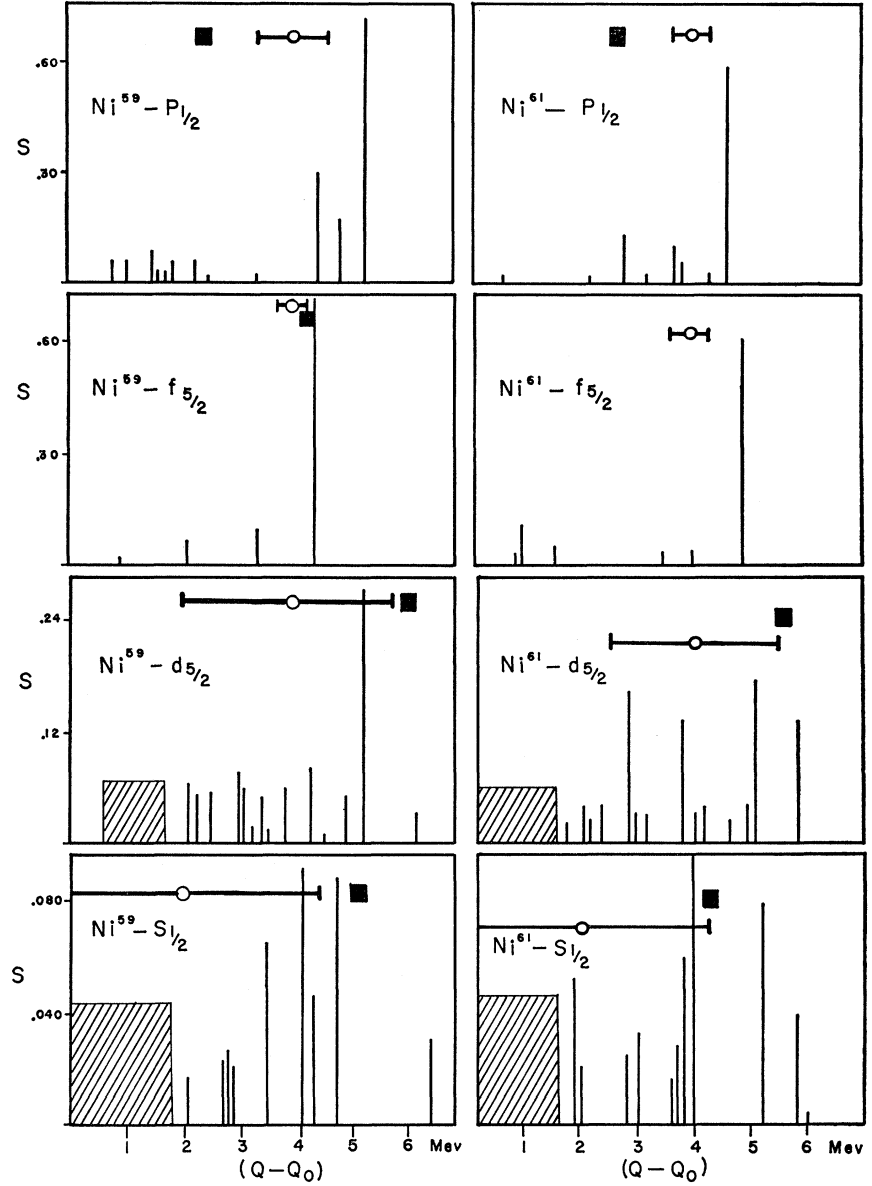 .60
Ni⁵⁹ – P1/2
S
.30
Ni⁶¹ – P1/2
.60
Ni⁵⁹ – f5/2
S
.30
Ni⁶¹ – f5/2
.24
Ni⁵⁹ – d5/2
S
.12
Ni⁶¹ – d5/2
.080
Ni⁵⁹ – S1/2
S
.040
Ni⁶¹ – S1/2
1 2 3 4 5 6 Mev
(Q–Q₀)
1 2 3 4 5 6 Mev
(Q–Q₀)